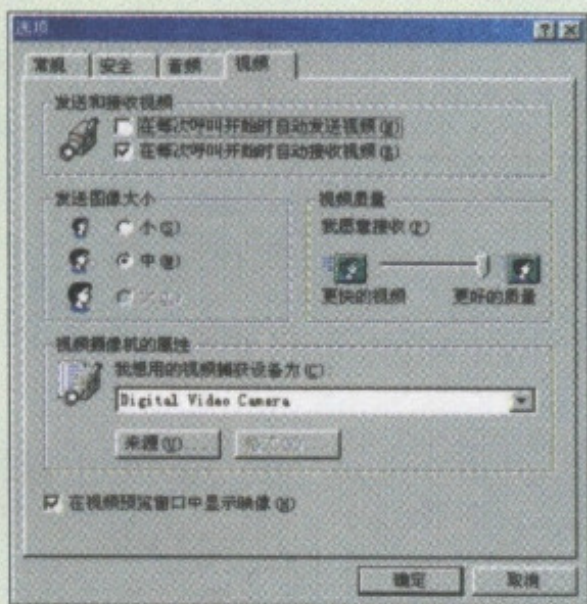 选项
常规 安全 音频 视频
发送和接收视频
在每次呼叫开始时自动发送视频
在每次呼叫开始时自动接收视频
发送图像大小
小(S)
中(M)
视频质量
我愿意接收
更快的视频 更好的质量
视频摄像机的属性
我想用的视频捕获设备为(C)
Digital Video Camera
来源
在视频预览窗口中显示映像
确定 取消